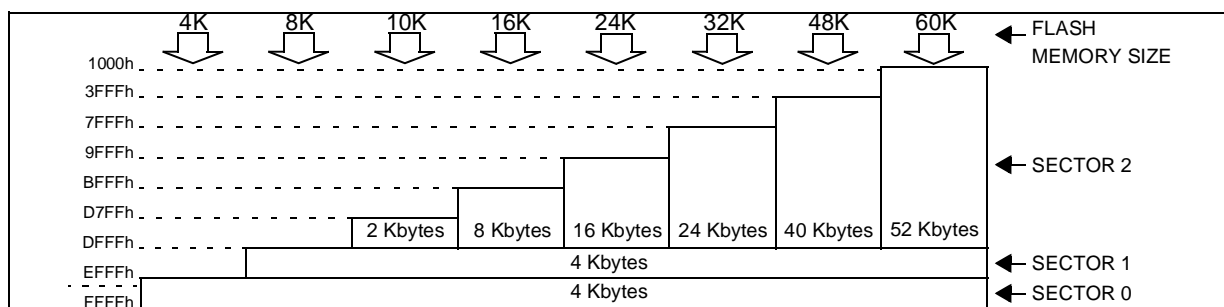 4K 8K 10K 16K 24K 32K 48K 60K
FLASH
MEMORY SIZE
1000h
3FFFh
7FFFh
9FFFh
SECTOR 2
BFFFh
D7FFh
2 Kbytes 8 Kbytes 16 Kbytes 24 Kbytes 40 Kbytes 52 Kbytes
DFFFh
4 Kbytes
SECTOR 1
EFFFh
4 Kbytes
SECTOR 0
FFFFh